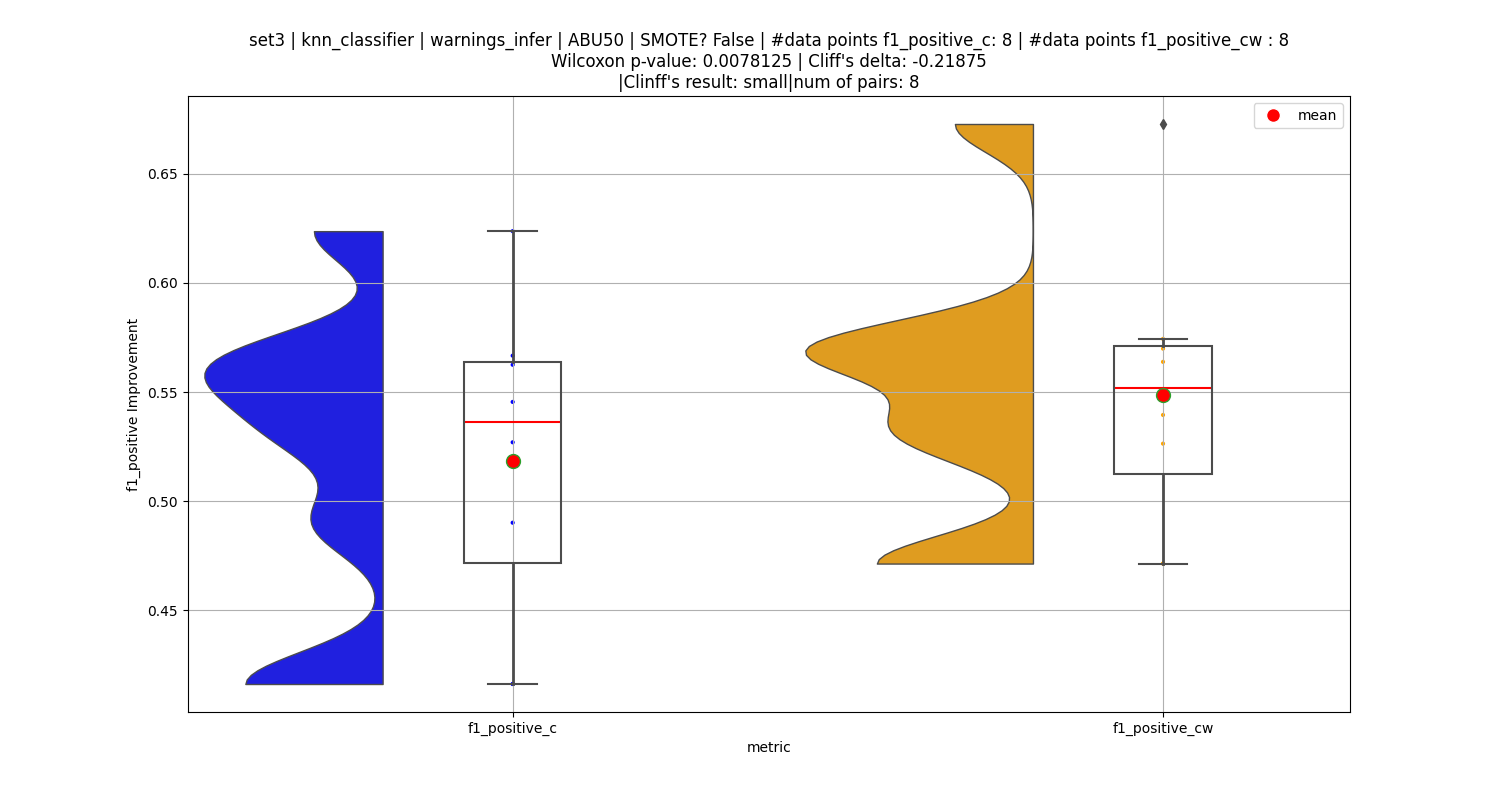 set3 | knn_classifier | warnings_infer | ABU50 | SMOTE? False | #data points f1_positive_c: 8 | #data points f1_positive_cw : 8
Wilcoxon p-value: 0.0078125 | Cliff's delta: -0.21875
|Clinff's result: small|num of pairs: 8
mean
f1_positive Improvement
0.65
0.60
0.55
0.50
0.45
f1_positive_c
f1_positive_cw
metric